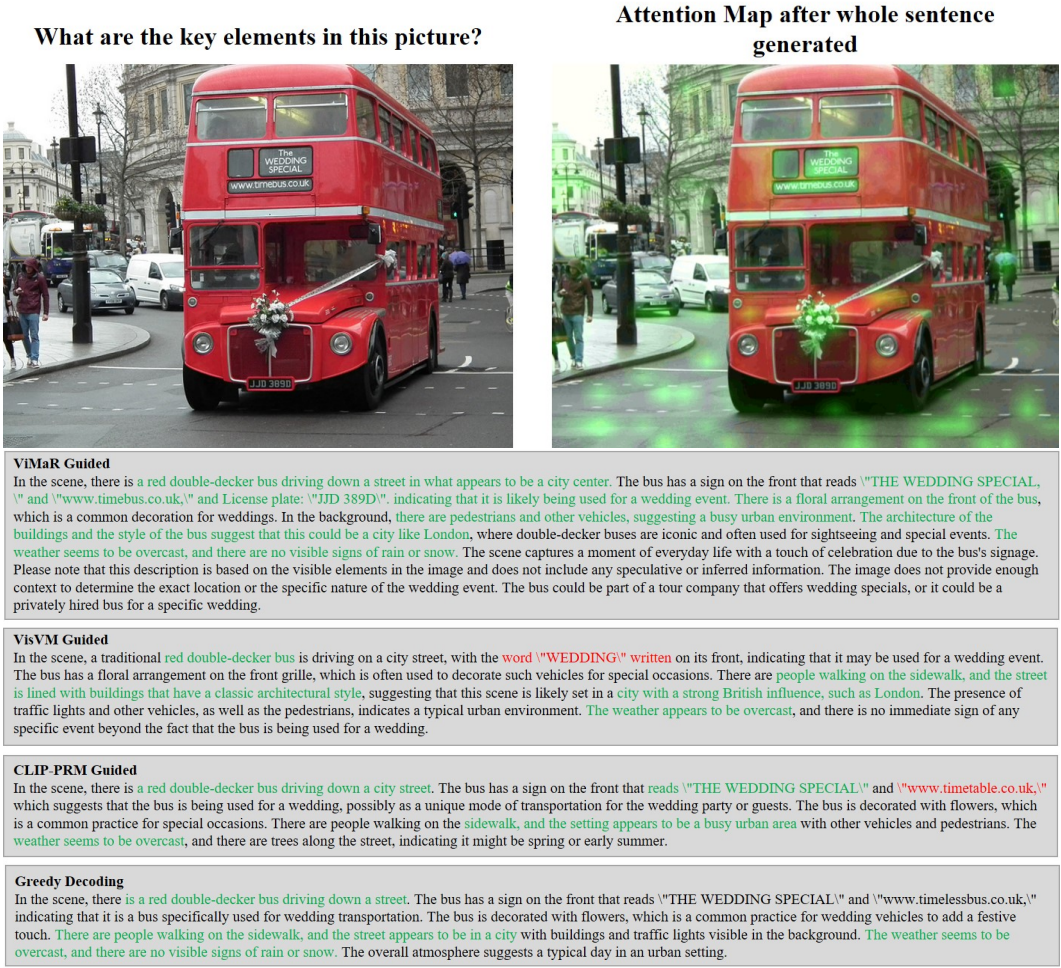 What are the key elements in this picture?
Attention Map after whole sentence
generated
The
WEDDING
SPECIAL
www.timebus.co.uk
JJD 389D
The
WEDDING
SPECIAL
www.timebus.co.uk
JJD 389D
ViMaR Guided
In the scene, there is a red double-decker bus driving down a street in what appears to be a city center. The bus has a sign on the front that reads \"THE WEDDING SPECIAL,
\" and \"www.timebus.co.uk,\" and License plate: \"JJD 389D\". indicating that it is likely being used for a wedding event. There is a floral arrangement on the front of the bus,
which is a common decoration for weddings. In the background, there are pedestrians and other vehicles, suggesting a busy urban environment. The architecture of the
buildings and the style of the bus suggest that this could be a city like London, where double-decker buses are iconic and often used for sightseeing and special events. The
weather seems to be overcast, and there are no visible signs of rain or snow. The scene captures a moment of everyday life with a touch of celebration due to the bus's signage.
Please note that this description is based on the visible elements in the image and does not include any speculative or inferred information. The image does not provide enough
context to determine the exact location or the specific nature of the wedding event. The bus could be part of a tour company that offers wedding specials, or it could be a
privately hired bus for a specific wedding.
VisVM Guided
In the scene, a traditional red double-decker bus is driving on a city street, with the word \"WEDDING\" written on its front, indicating that it may be used for a wedding event.
The bus has a floral arrangement on the front grille, which is often used to decorate such vehicles for special occasions. There are people walking on the sidewalk, and the street
is lined with buildings that have a classic architectural style, suggesting that this scene is likely set in a city with a strong British influence, such as London. The presence of
traffic lights and other vehicles, as well as the pedestrians, indicates a typical urban environment. The weather appears to be overcast, and there is no immediate sign of any
specific event beyond the fact that the bus is being used for a wedding.
CLIP-PRM Guided
In the scene, there is a red double-decker bus driving down a city street. The bus has a sign on the front that reads \"THE WEDDING SPECIAL\" and \"www.timetable.co.uk,\"
which suggests that the bus is being used for a wedding, possibly as a unique mode of transportation for the wedding party or guests. The bus is decorated with flowers, which
is a common practice for special occasions. There are people walking on the sidewalk, and the setting appears to be a busy urban area with other vehicles and pedestrians. The
weather seems to be overcast, and there are trees along the street, indicating it might be spring or early summer.
Greedy Decoding
In the scene, there is a red double-decker bus driving down a street. The bus has a sign on the front that reads \"THE WEDDING SPECIAL\" and \"www.timelessbus.co.uk,\"
indicating that it is a bus specifically used for wedding transportation. The bus is decorated with flowers, which is a common practice for wedding vehicles to add a festive
touch. There are people walking on the sidewalk, and the street appears to be in a city with buildings and traffic lights visible in the background. The weather seems to be
overcast, and there are no visible signs of rain or snow. The overall atmosphere suggests a typical day in an urban setting.